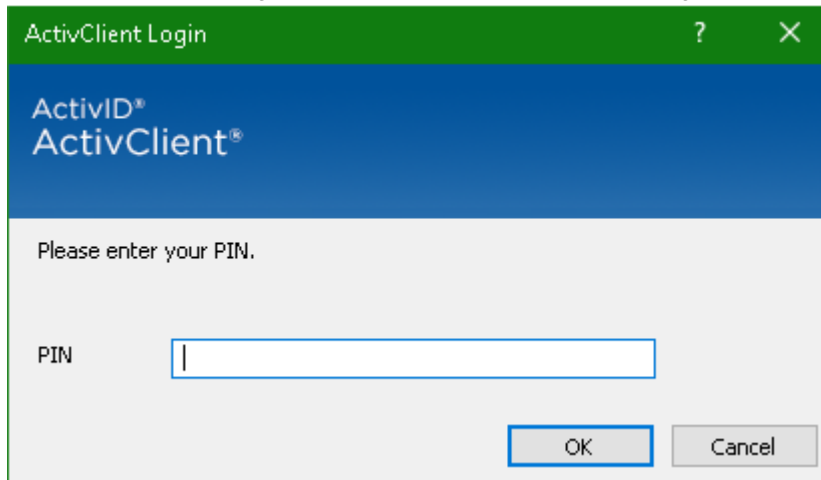 ActivClient Login ?
ActivID®
ActivClient®
Please enter your PIN.
PIN
OK Cancel